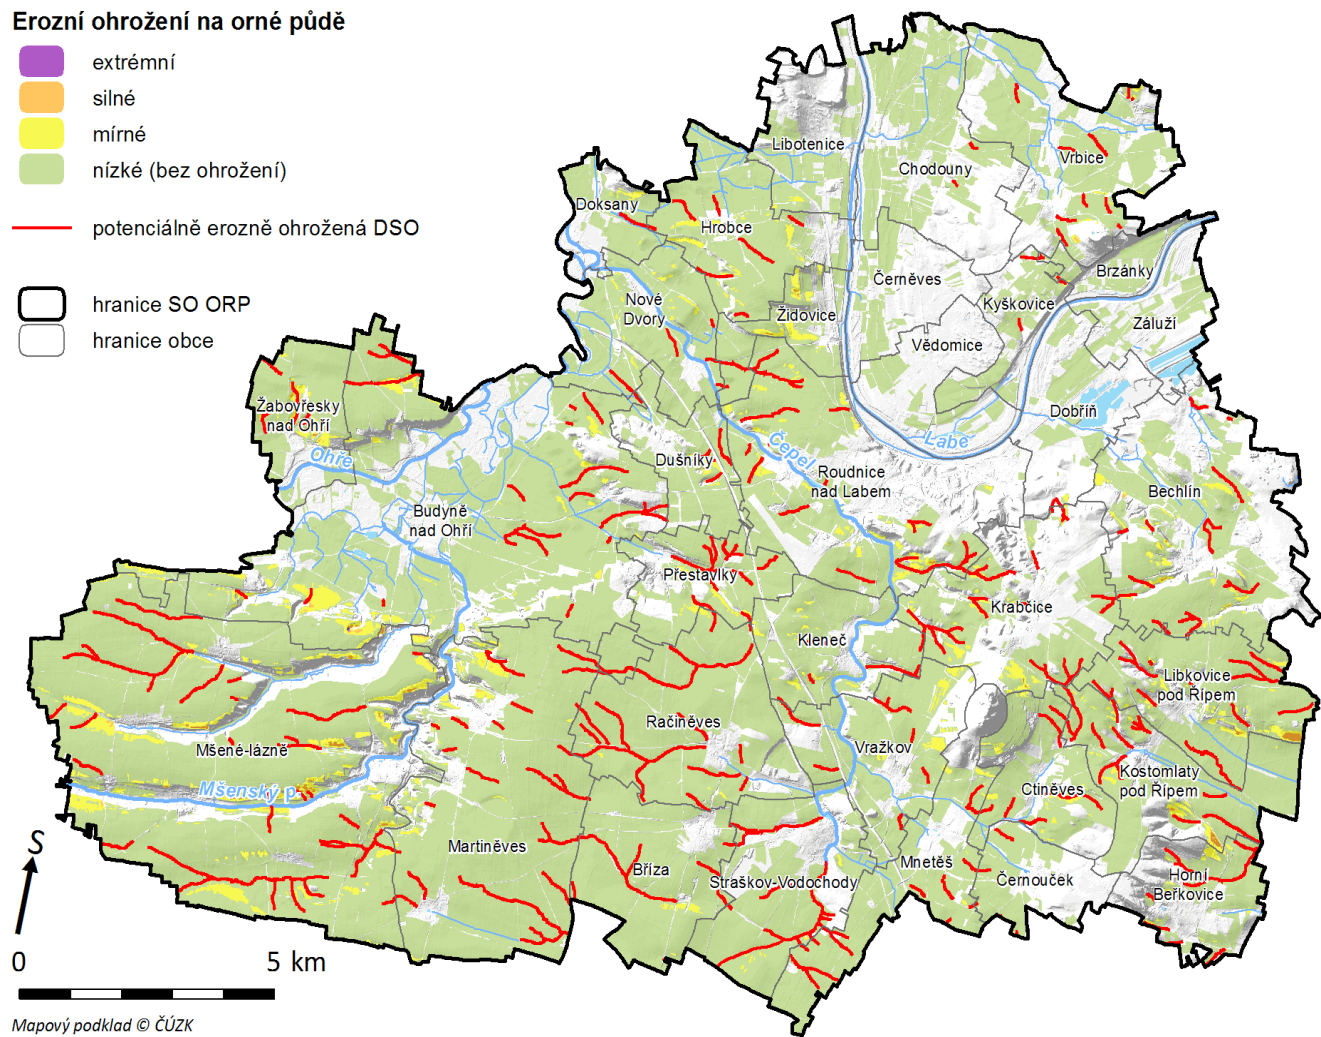 Erozní ohrožení na orné půdě
extrémní
silné
mírné
nízké (bez ohrožení)
potenciálně erozně ohrožená DSO
hranice SO ORP
hranice obce
Libotenice
Chodouny
Vrbice
Doksany
Hrobce
Brzánky
Černěves
Nové
Dvory
Židovice
Kyškovice
Záluží
Vědomice
Žabovřesky
nad Ohří
Dobříň
Labe
Čepel
Ohře
Dušníky
Roudnice
nad Labem
Bechlín
Budyně
nad Ohří
Přestavlky
Krabčice
Kleneč
Libkovice
pod Řípem
Račiněves
Mšené-lázně
Vražkov
Kostomlaty
pod Řípem
Mšenský p.
Ctiněves
Martiněves
Bříza
Straškov-Vodochody
Mnetěš
Černouček
Horní
Beřkovice
S
0 5 km
Mapový podklad © ČÚZK